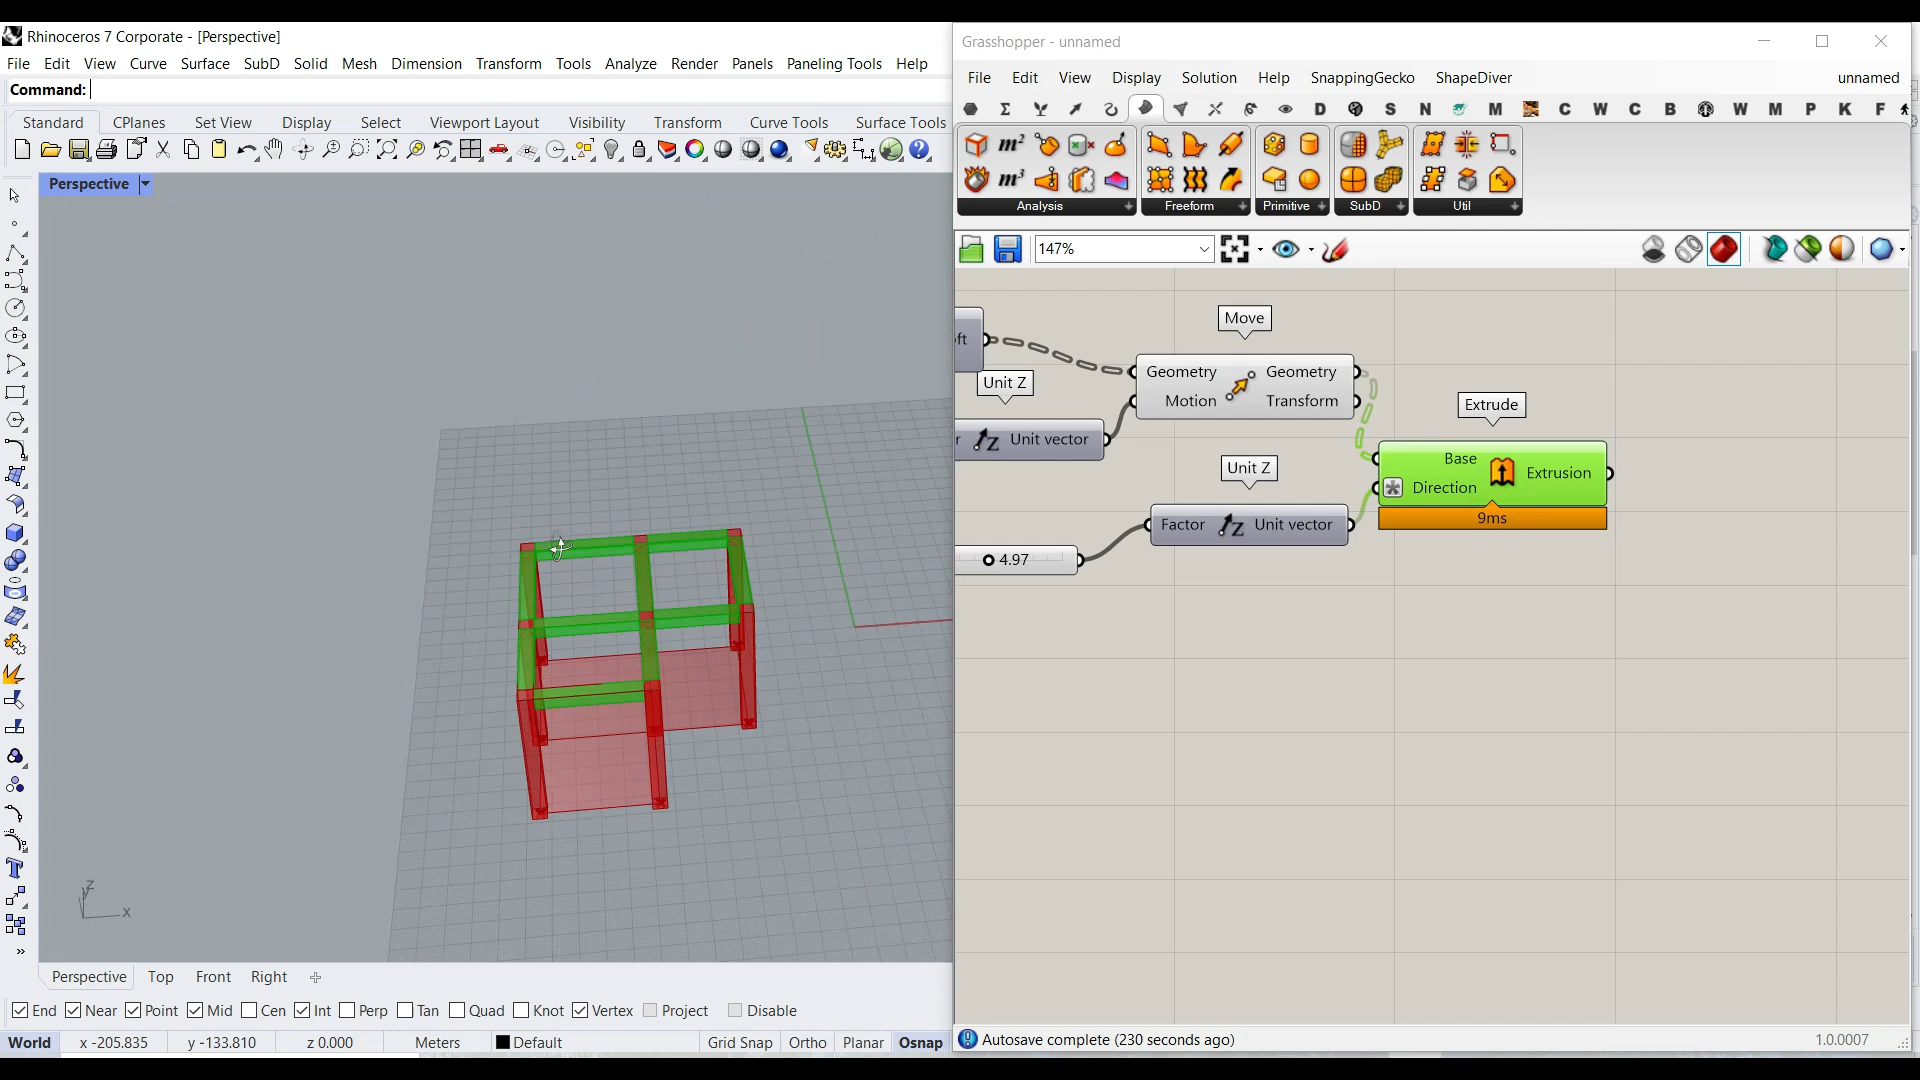 Rhinoceros 7 Corporate - [Perspective]
File Edit View Curve Surface SubD Solid Mesh Dimension Transform Tools Analyze Render Panels Paneling Tools Help
Command:
Standard CPlanes Set View Display Select Viewport Layout Visibility Transform Curve Tools Surface Tools
Perspective
z
x
Perspective Top Front Right
End Near Point Mid Cen Int Perp Tan Quad Knot Vertex Project Disable
World x -205.835 y -133.810 z 0.000 Meters Default Grid Snap Ortho Planar Osnap
Grasshopper - unnamed
File Edit View Display Solution Help SnappingGecko ShapeDiver unnamed
D S N M C W C B W M P K F
Analysis Freeform Primitive SubD Util
147%
Move
ft
Geometry Geometry
Motion Transform
Unit Z
r Unit vector
Extrude
Base
Direction Extrusion
9ms
Unit Z
Factor Unit vector
4.97
Autosave complete (230 seconds ago) 1.0.0007